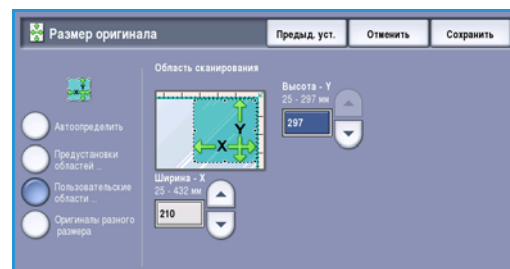 Размер оригинала
Предыд. уст.
Отменить
Сохранить
Область сканирования
Автоопределить
Предустановки
областей ...
Пользовательские
области ...
Оригиналы разного
размера
Y
X
Высота - Y
25 - 297 мм
297
Ширина - X
25 - 432 мм
210